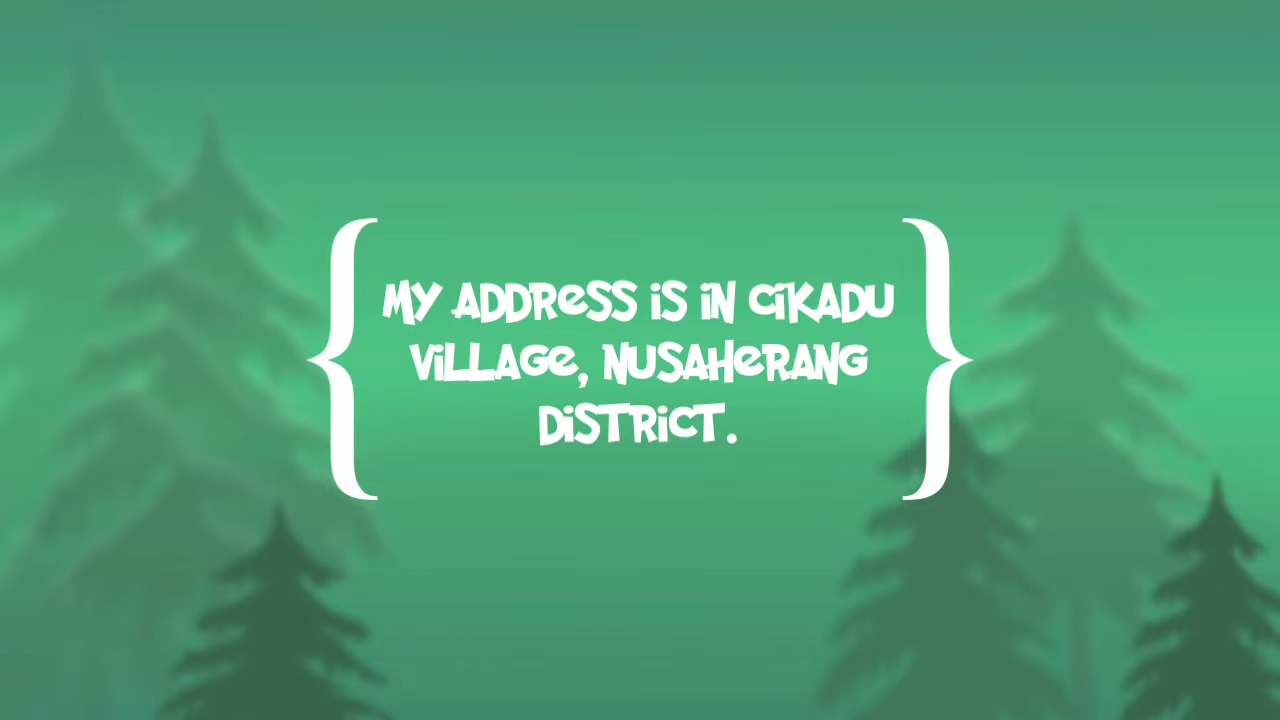 MY ADDRESS IS IN CIKADU
VILLAGE, NUSAHERANG
DISTRICT.